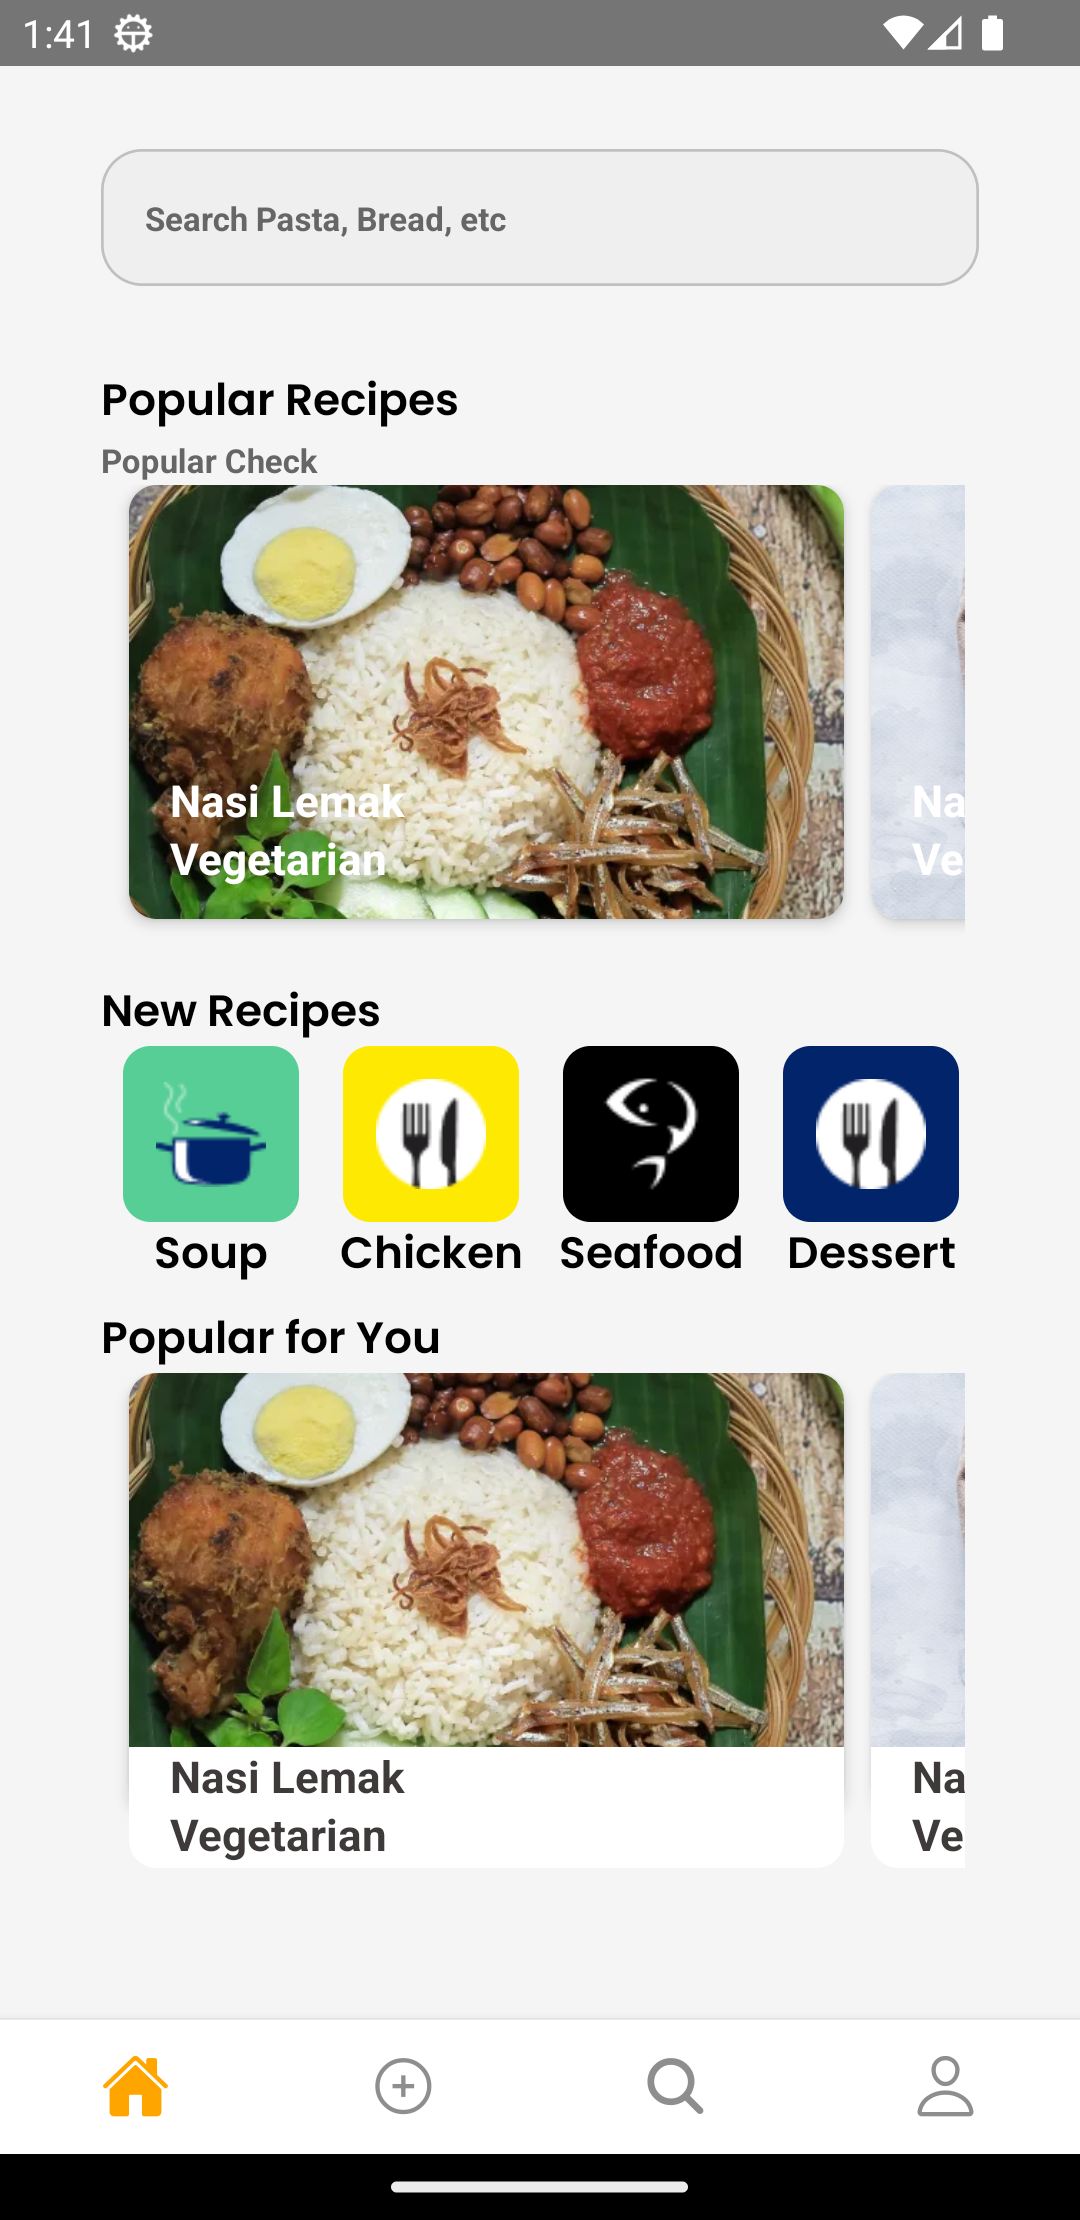 1:41
Search Pasta, Bread, etc
Popular Recipes
Popular Check
Nasi Lemak
Vegetarian
Na
Ve
New Recipes
Soup
Chicken
Seafood
Dessert
Popular for You
Nasi Lemak
Vegetarian
Na
Ve